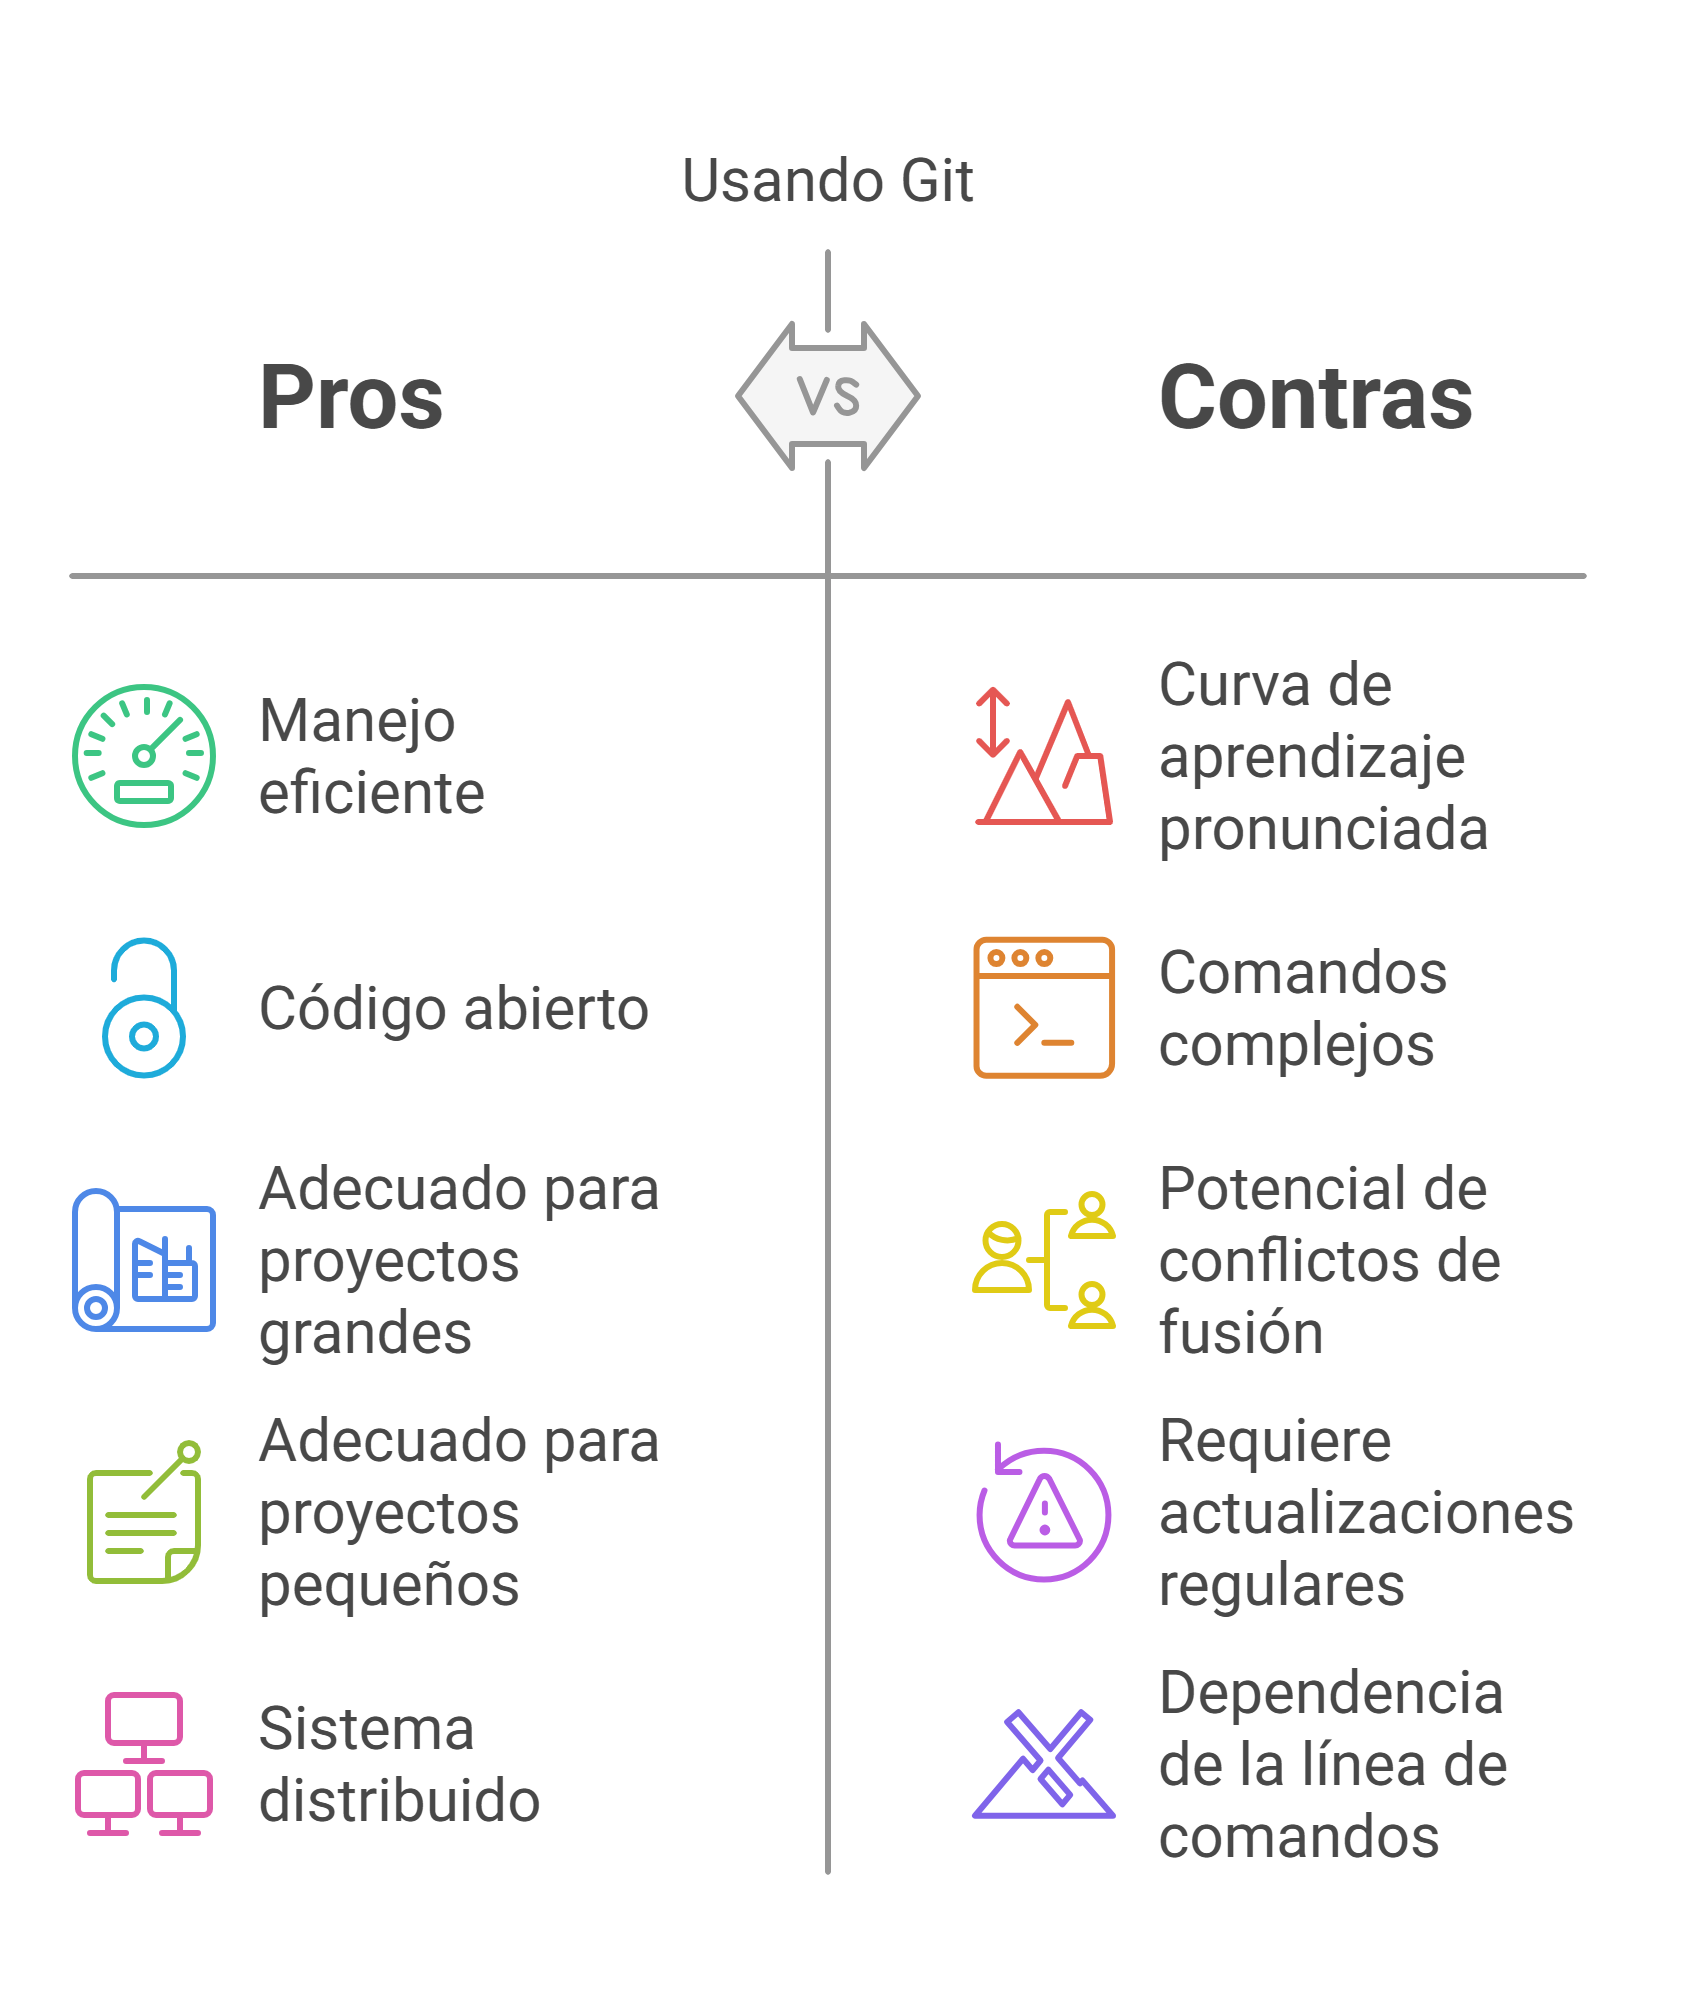 Usando Git
Pros
VS
Contras
Manejo
eficiente
Código abierto
Adecuado para
proyectos
grandes
Adecuado para
proyectos
pequeños
Sistema
distribuido
Curva de
aprendizaje
pronunciada
Comandos
complejos
Potencial de
conflictos de
fusión
Requiere
actualizaciones
regulares
Dependencia
de la línea de
comandos